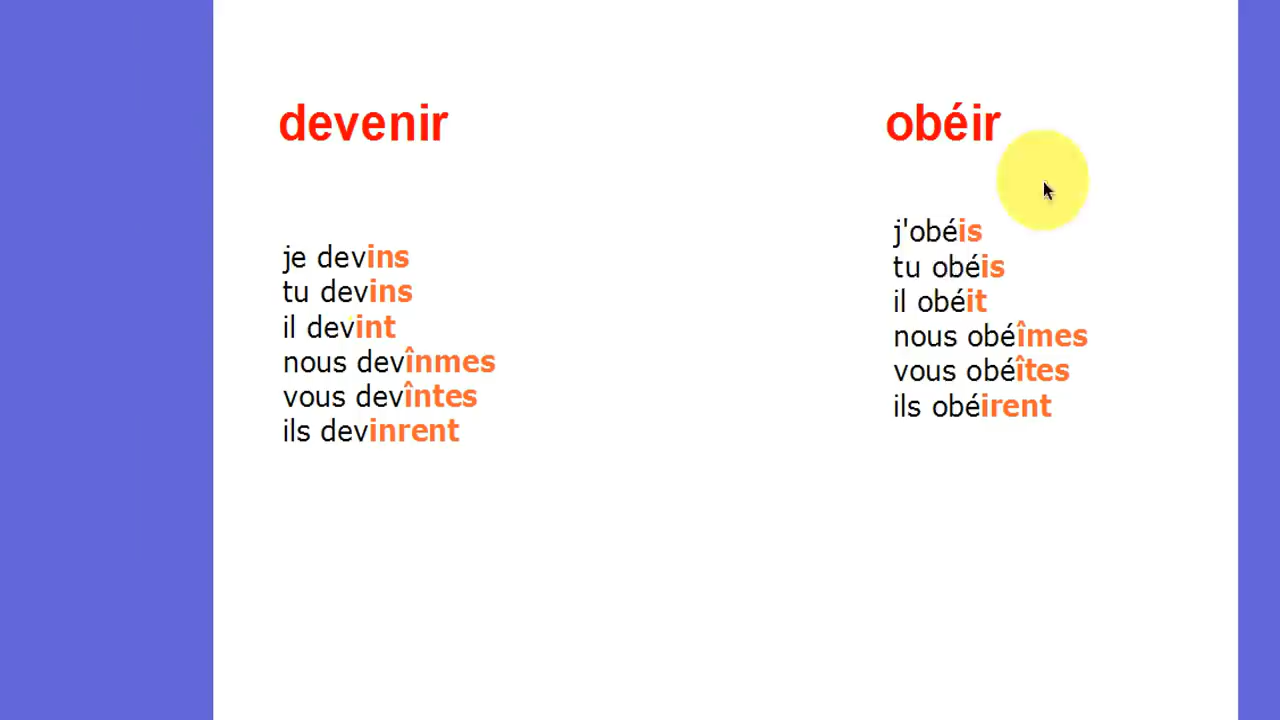 devenir
je devins
tu devins
il devint
nous devînmes
vous devîntes
ils devinrent
obéir
j'obéis
tu obéis
il obéit
nous obéîmes
vous obéîtes
ils obéirent